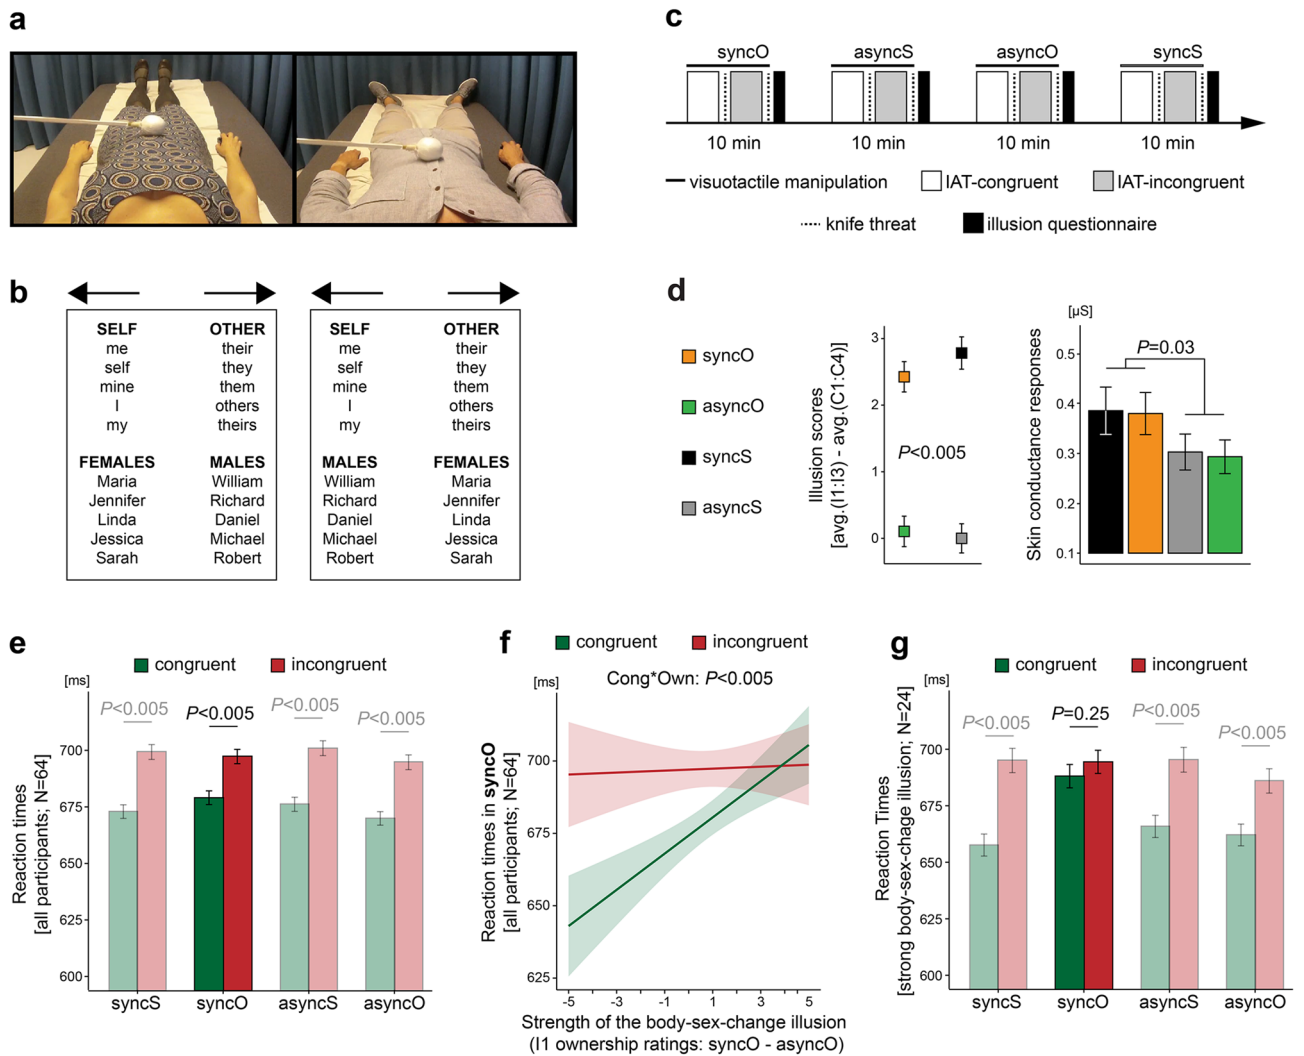 a
b
SELF OTHER
me their
self they
mine them
I others
my theirs
FEMALES MALES
Maria William
Jennifer Richard
Linda Daniel
Jessica Michael
Sarah Robert
SELF OTHER
me their
self they
mine them
I others
my theirs
MALES FEMALES
William Maria
Richard Jennifer
Daniel Linda
Michael Jessica
Robert Sarah
c
syncO asyncS asyncO syncS
10 min 10 min 10 min 10 min
visuotactile manipulation IAT-congruent IAT-incongruent
knife threat illusion questionnaire
d
syncO
asyncO
syncS
asyncS
Illusion scores
[avg.(I1:I3) - avg.(C1:C4)]
3
2
1
0
P<0.005
[µS]
Skin conductance responses
0.5
0.4
0.3
0.2
0.1
P=0.03
e
congruent incongruent
[ms]
Reaction times
[all participants; N=64]
700
675
650
625
600
P<0.005 P<0.005 P<0.005 P<0.005
syncS syncO asyncS asyncO
f
congruent incongruent
Cong*Own: P<0.005
[ms]
Reaction times in syncO
[all participants; N=64]
700
675
650
625
-5 -3 -1 1 3 5
Strength of the body-sex-change illusion
(I1 ownership ratings: syncO - asyncO)
g
congruent incongruent
[ms]
Reaction Times
[strong body-sex-chage illusion; N=24]
700
675
650
625
600
P<0.005 P=0.25 P<0.005 P<0.005
syncS syncO asyncS asyncO